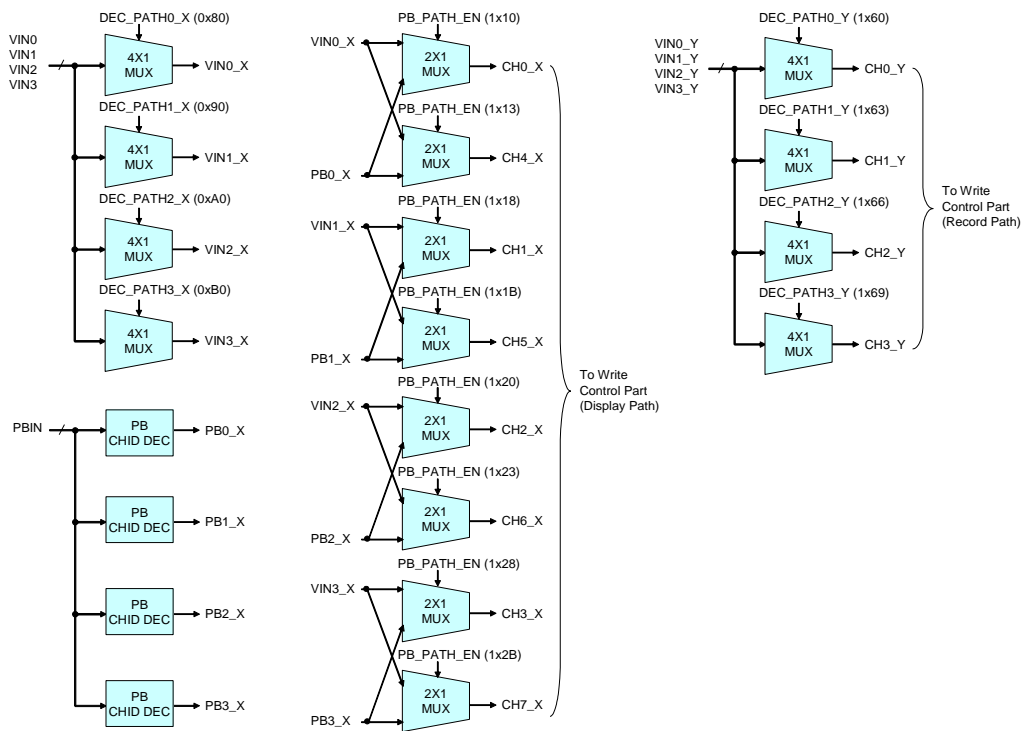 DEC_PATH0_X (0x80)
VIN0
VIN1
VIN2
VIN3
4X1
MUX
VIN0_X
DEC_PATH1_X (0x90)
4X1
MUX
VIN1_X
DEC_PATH2_X (0xA0)
4X1
MUX
VIN2_X
DEC_PATH3_X (0xB0)
4X1
MUX
VIN3_X
PBIN
PB
CHID DEC
PB0_X
PB
CHID DEC
PB1_X
PB
CHID DEC
PB2_X
PB
CHID DEC
PB3_X
PB_PATH_EN (1x10)
VIN0_X
2X1
MUX
CH0_X
PB_PATH_EN (1x13)
2X1
MUX
CH4_X
PB0_X
PB_PATH_EN (1x18)
VIN1_X
2X1
MUX
CH1_X
PB_PATH_EN (1x1B)
2X1
MUX
CH5_X
PB1_X
PB_PATH_EN (1x20)
VIN2_X
2X1
MUX
CH2_X
PB_PATH_EN (1x23)
2X1
MUX
CH6_X
PB2_X
PB_PATH_EN (1x28)
VIN3_X
2X1
MUX
CH3_X
PB_PATH_EN (1x2B)
2X1
MUX
CH7_X
PB3_X
To Write
Control Part
(Display Path)
DEC_PATH0_Y (1x60)
VIN0_Y
VIN1_Y
VIN2_Y
VIN3_Y
4X1
MUX
CH0_Y
DEC_PATH1_Y (1x63)
4X1
MUX
CH1_Y
DEC_PATH2_Y (1x66)
4X1
MUX
CH2_Y
DEC_PATH3_Y (1x69)
4X1
MUX
CH3_Y
To Write
Control Part
(Record Path)